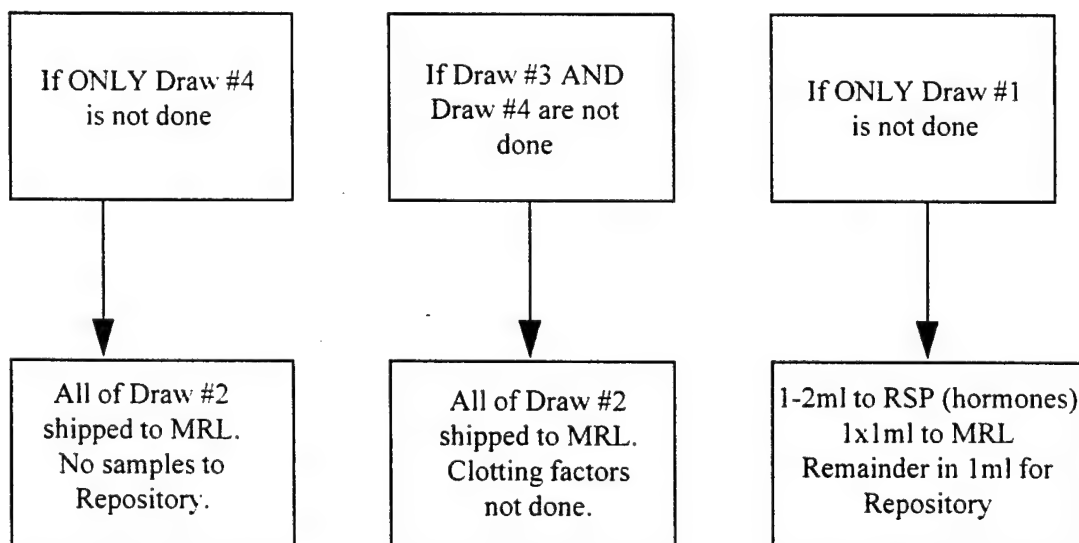 If ONLY Draw #4
is not done
If Draw #3 AND
Draw #4 are not
done
If ONLY Draw #1
is not done
All of Draw #2
shipped to MRL.
No samples to
Repository.
All of Draw #2
shipped to MRL.
Clotting factors
not done.
1-2ml to RSP (hormones)
1x1ml to MRL
Remainder in 1ml for
Repository